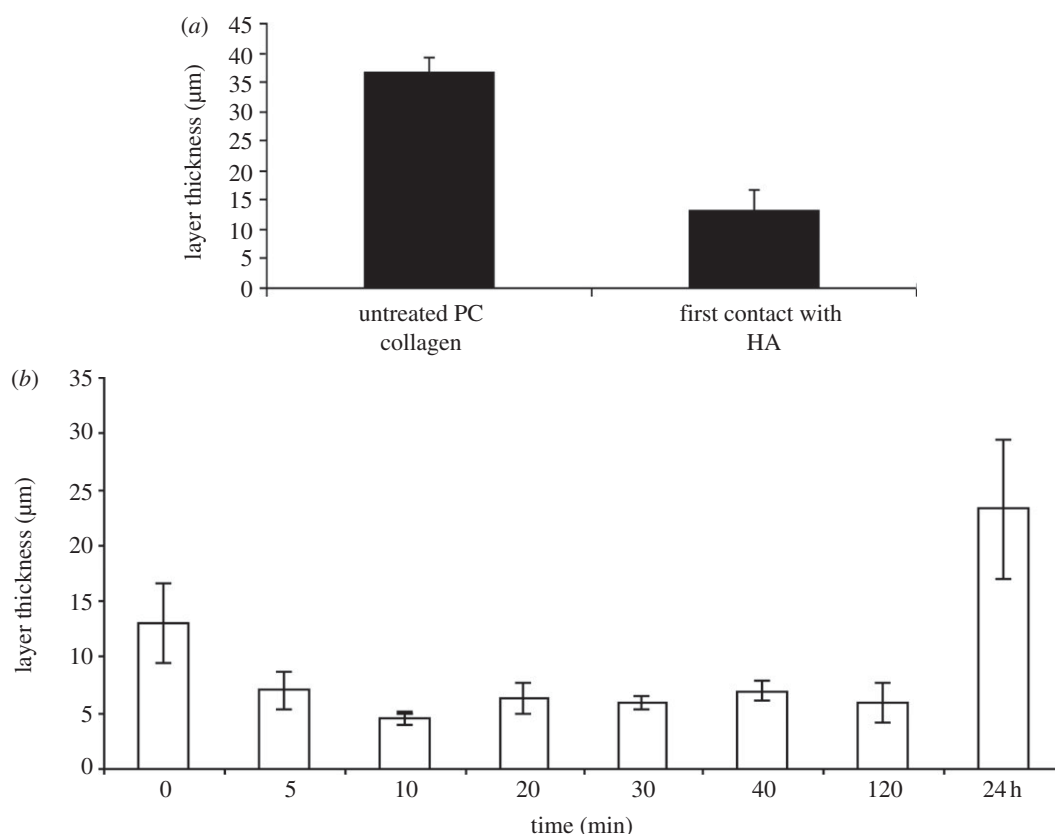 (a)
layer thickness (μm)
45
40
35
30
25
20
15
10
5
0
untreated PC
collagen
first contact with
HA
(b)
layer thickness (μm)
35
30
25
20
15
10
5
0
0 5 10 20 30 40 120 24 h
time (min)